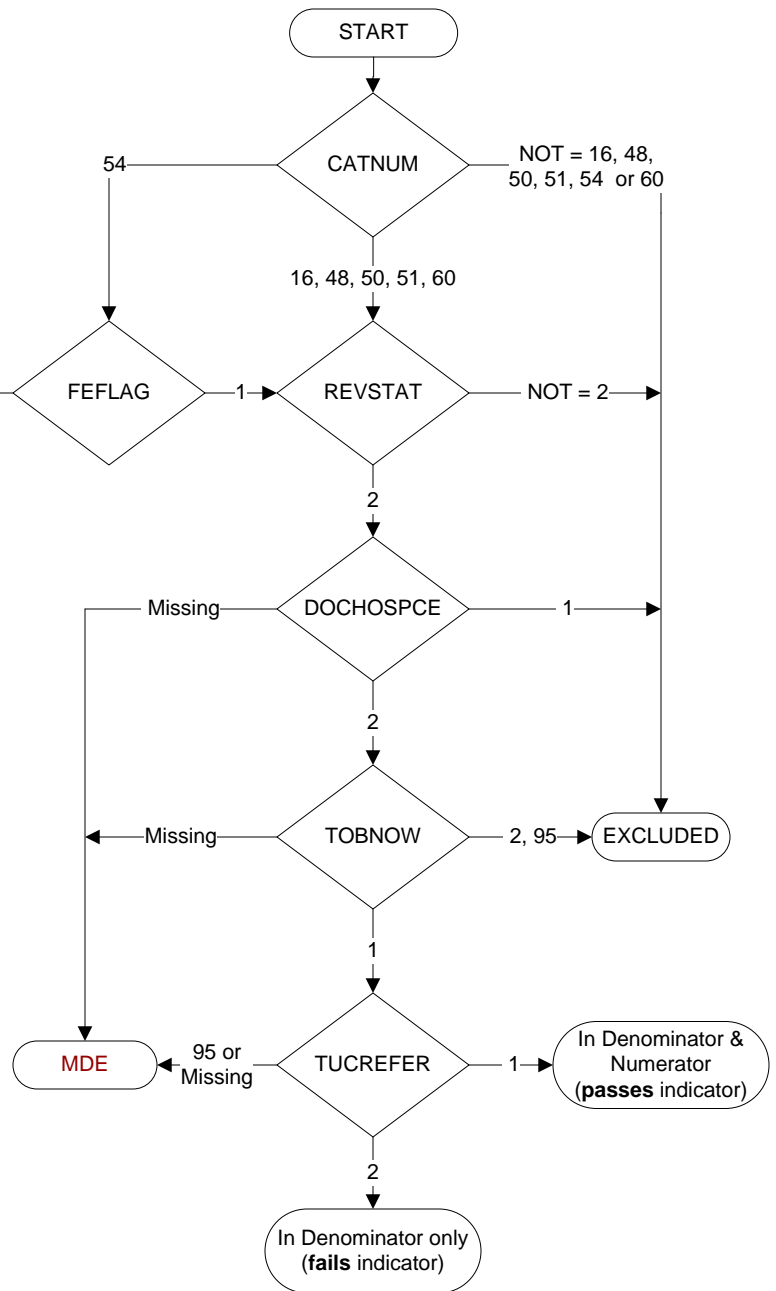 START
CATNUM
54
NOT = 16, 48,
50, 51, 54 or 60
16, 48, 50, 51, 60
FEFLAG
1
REVSTAT
NOT = 2
2
Missing
DOCHOSPCE
1
2
Missing
TOBNOW
2, 95
EXCLUDED
1
MDE
95 or
Missing
TUCREFER
1
In Denominator &
Numerator
(passes indicator)
2
In Denominator only
(fails indicator)